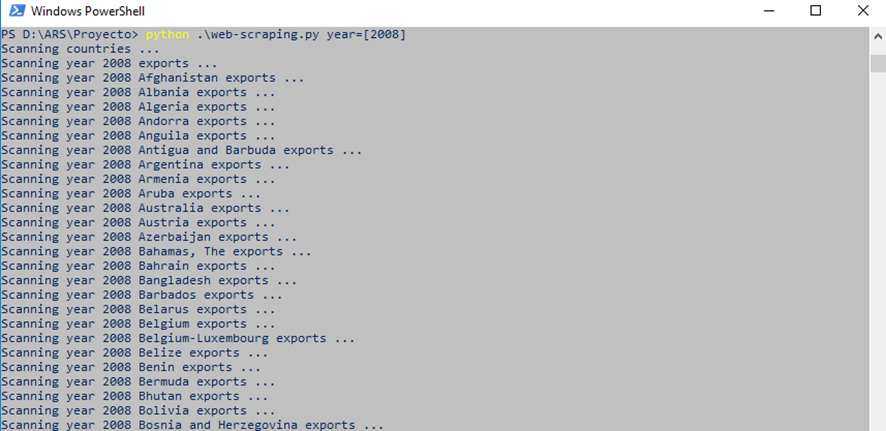 Windows PowerShell
PS D:\ARS\Proyecto> python .\web-scraping.py year=[2008]
Scanning countries ...
Scanning year 2008 exports ...
Scanning year 2008 Afghanistan exports ...
Scanning year 2008 Albania exports ...
Scanning year 2008 Algeria exports ...
Scanning year 2008 Andorra exports ...
Scanning year 2008 Anguila exports ...
Scanning year 2008 Antigua and Barbuda exports ...
Scanning year 2008 Argentina exports ...
Scanning year 2008 Armenia exports ...
Scanning year 2008 Aruba exports ...
Scanning year 2008 Australia exports ...
Scanning year 2008 Austria exports ...
Scanning year 2008 Azerbaijan exports ...
Scanning year 2008 Bahamas, The exports ...
Scanning year 2008 Bahrain exports ...
Scanning year 2008 Bangladesh exports ...
Scanning year 2008 Barbados exports ...
Scanning year 2008 Belarus exports ...
Scanning year 2008 Belgium exports ...
Scanning year 2008 Belgium-Luxembourg exports ...
Scanning year 2008 Belize exports ...
Scanning year 2008 Benin exports ...
Scanning year 2008 Bermuda exports ...
Scanning year 2008 Bhutan exports ...
Scanning year 2008 Bolivia exports ...
Scanning year 2008 Bosnia and Herzegovina exports ...